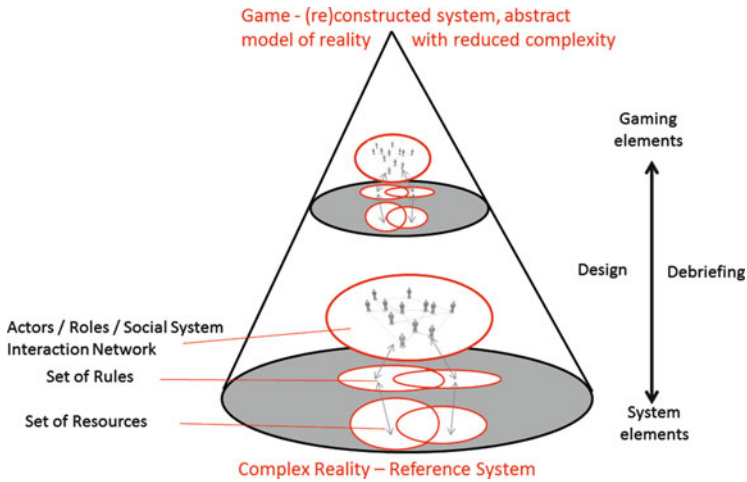 Game - (re)constructed system, abstract
model of reality with reduced complexity
Gaming
elements
Design
Debriefing
Actors / Roles / Social System
Interaction Network
Set of Rules
Set of Resources
System
elements
Complex Reality – Reference System